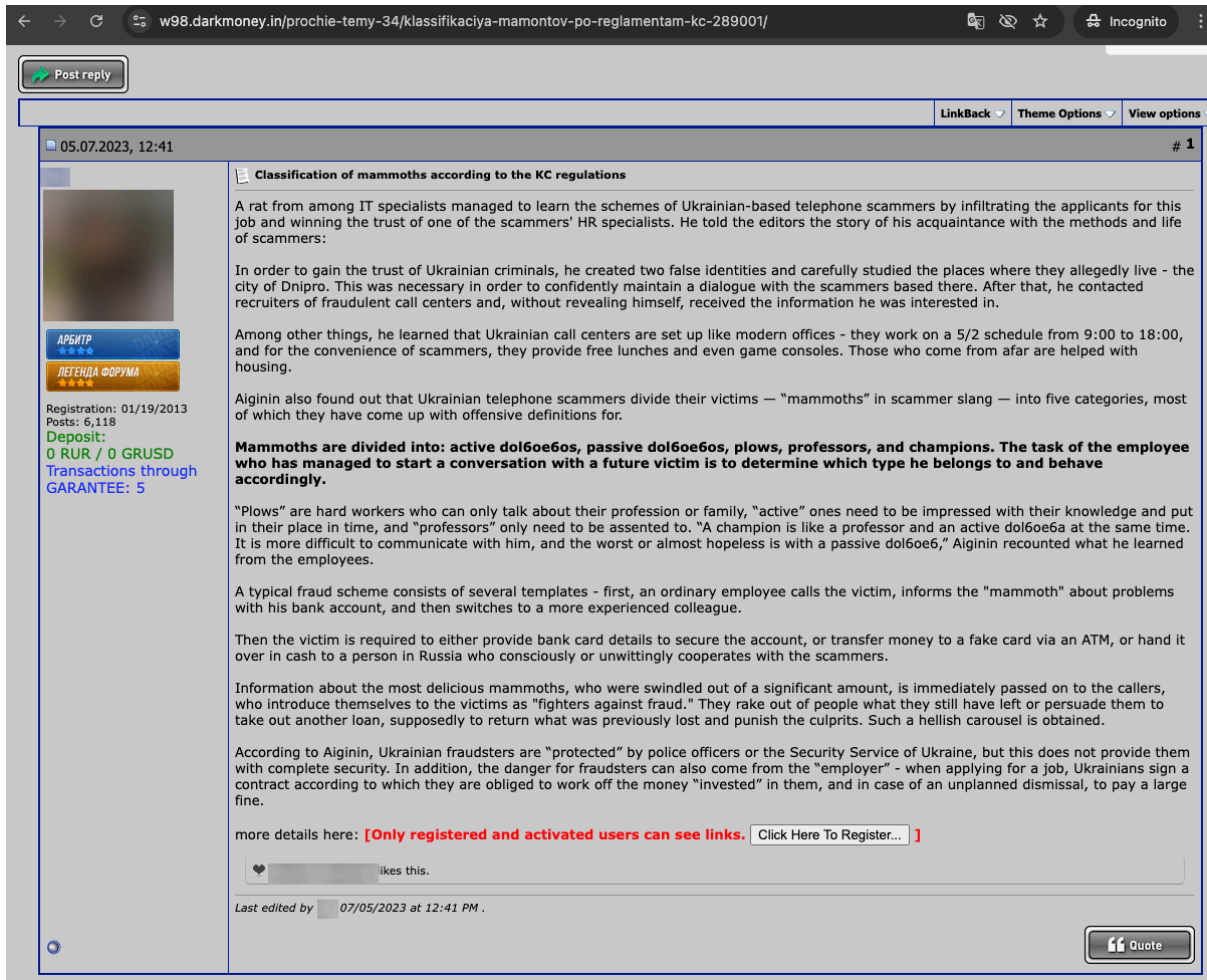 w98.darkmoney.in/prochie-temy-34/klassifikaciya-mamontov-po-reglamentam-kc-289001/
Incognito
Post reply
LinkBack
Theme Options
View options
05.07.2023, 12:41
# 1
АРБИТР
ЛЕГЕНДА ФОРУМА
Registration: 01/19/2013
Posts: 6,118
Deposit:
0 RUR / 0 GRUSD
Transactions through
GARANTEE: 5
Classification of mammoths according to the KC regulations
A rat from among IT specialists managed to learn the schemes of Ukrainian-based telephone scammers by infiltrating the applicants for this
job and winning the trust of one of the scammers' HR specialists. He told the editors the story of his acquaintance with the methods and life
of scammers:
In order to gain the trust of Ukrainian criminals, he created two false identities and carefully studied the places where they allegedly live - the
city of Dnipro. This was necessary in order to confidently maintain a dialogue with the scammers based there. After that, he contacted
recruiters of fraudulent call centers and, without revealing himself, received the information he was interested in.
Among other things, he learned that Ukrainian call centers are set up like modern offices - they work on a 5/2 schedule from 9:00 to 18:00,
and for the convenience of scammers, they provide free lunches and even game consoles. Those who come from afar are helped with
housing.
Aiginin also found out that Ukrainian telephone scammers divide their victims — “mammoths” in scammer slang — into five categories, most
of which they have come up with offensive definitions for.
Mammoths are divided into: active dol6oe6os, passive dol6oe6os, plows, professors, and champions. The task of the employee
who has managed to start a conversation with a future victim is to determine which type he belongs to and behave
accordingly.
“Plows” are hard workers who can only talk about their profession or family, “active” ones need to be impressed with their knowledge and put
in their place in time, and “professors” only need to be assented to. “A champion is like a professor and an active dol6oe6a at the same time.
It is more difficult to communicate with him, and the worst or almost hopeless is with a passive dol6oe6,” Aiginin recounted what he learned
from the employees.
A typical fraud scheme consists of several templates - first, an ordinary employee calls the victim, informs the "mammoth" about problems
with his bank account, and then switches to a more experienced colleague.
Then the victim is required to either provide bank card details to secure the account, or transfer money to a fake card via an ATM, or hand it
over in cash to a person in Russia who consciously or unwittingly cooperates with the scammers.
Information about the most delicious mammoths, who were swindled out of a significant amount, is immediately passed on to the callers,
who introduce themselves to the victims as "fighters against fraud." They rake out of people what they still have left or persuade them to
take out another loan, supposedly to return what was previously lost and punish the culprits. Such a hellish carousel is obtained.
According to Aiginin, Ukrainian fraudsters are “protected” by police officers or the Security Service of Ukraine, but this does not provide them
with complete security. In addition, the danger for fraudsters can also come from the “employer” - when applying for a job, Ukrainians sign a
contract according to which they are obliged to work off the money “invested” in them, and in case of an unplanned dismissal, to pay a large
fine.
more details here: [Only registered and activated users can see links. Click Here To Register... ]
likes this.
Last edited by 07/05/2023 at 12:41 PM .
Quote